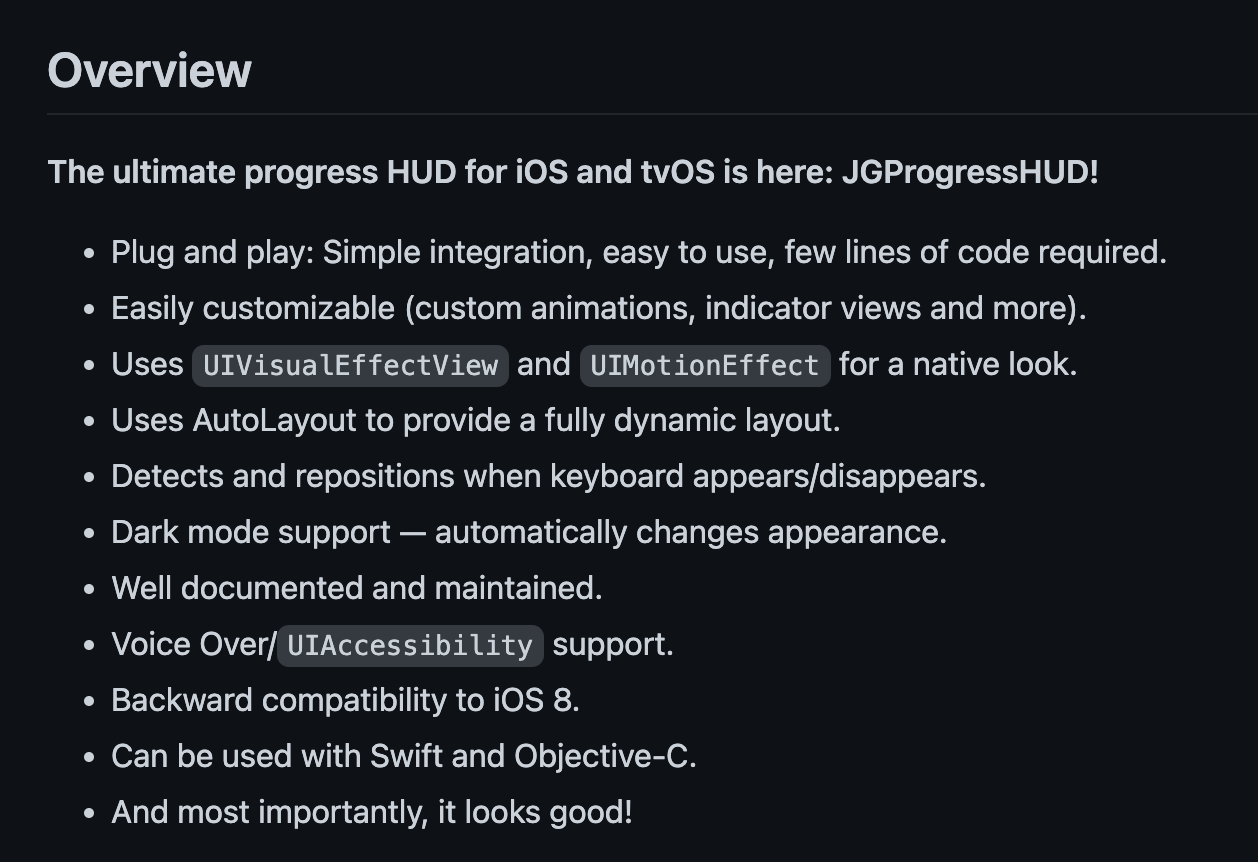 Overview
The ultimate progress HUD for iOS and tvOS is here: JGProgressHUD!
• Plug and play: Simple integration, easy to use, few lines of code required.
• Easily customizable (custom animations, indicator views and more).
• Uses UIVisualEffectView and UIMotionEffect for a native look.
• Uses AutoLayout to provide a fully dynamic layout.
• Detects and repositions when keyboard appears/disappears.
• Dark mode support — automatically changes appearance.
• Well documented and maintained.
• Voice Over/UIAccessibility support.
• Backward compatibility to iOS 8.
• Can be used with Swift and Objective-C.
• And most importantly, it looks good!